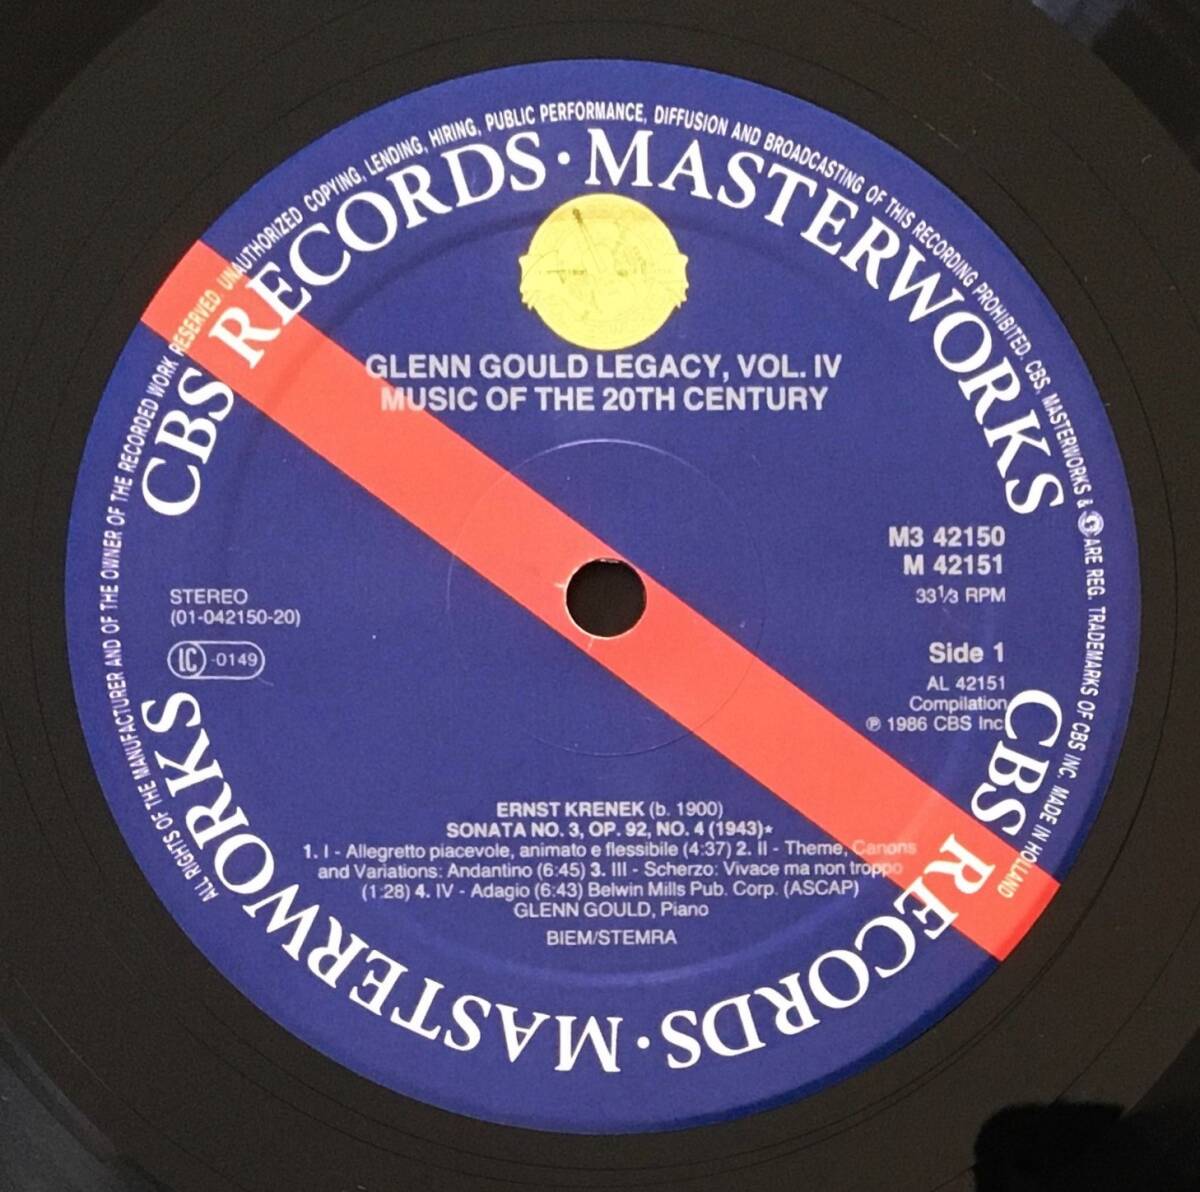 ALL RIGHTS OF THE MANUFACTURER AND OF THE OWNER OF THE RECORDED WORK RESERVED UNAUTHORIZED COPYING, LENDING, HIRING, PUBLIC PERFORMANCE, DIFFUSION AND BROADCASTING OF THIS RECORDING PROHIBITED. CBS, MASTERWORKS & ARE REG. TRADEMARKS OF CBS INC. MADE IN HOLLAND
CBS RECORDS · MASTERWORKS
GLENN GOULD LEGACY, VOL. IV
MUSIC OF THE 20TH CENTURY
M3 42150
M 42151
33⅓ RPM
STEREO
(01-042150-20)
LC -0149
Side 1
AL 42151
Compilation
℗ 1986 CBS Inc
ERNST KRENEK (b. 1900)
SONATA NO. 3, OP. 92, NO. 4 (1943)*
1. I - Allegretto piacevole, animato e flessibile (4:37) 2. II - Theme, Canons
and Variations: Andantino (6:45) 3. III - Scherzo: Vivace ma non troppo
(1:28) 4. IV - Adagio (6:43) Belwin Mills Pub. Corp. (ASCAP)
GLENN GOULD, Piano
BIEM/STEMRA
CBS RECORDS · MASTERWORKS